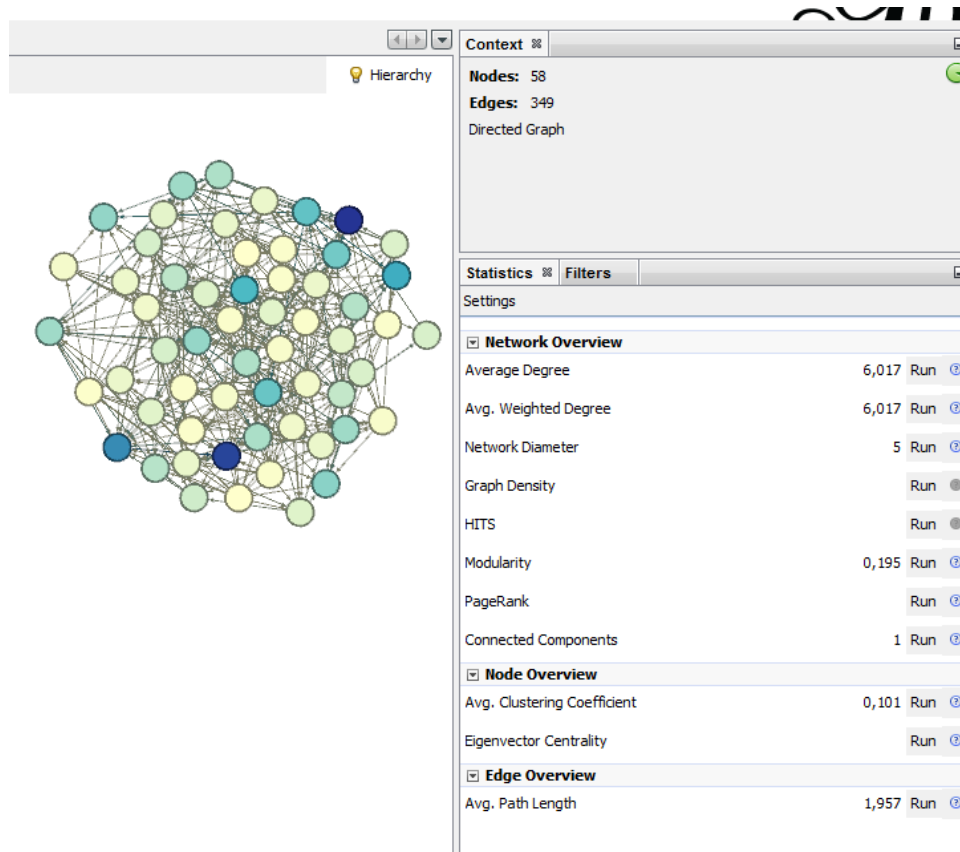 Context
Hierarchy
Nodes: 58
Edges: 349
Directed Graph
Statistics Filters
Settings
Network Overview
Average Degree 6,017 Run
Avg. Weighted Degree 6,017 Run
Network Diameter 5 Run
Graph Density Run
HITS Run
Modularity 0,195 Run
PageRank Run
Connected Components 1 Run
Node Overview
Avg. Clustering Coefficient 0,101 Run
Eigenvector Centrality Run
Edge Overview
Avg. Path Length 1,957 Run